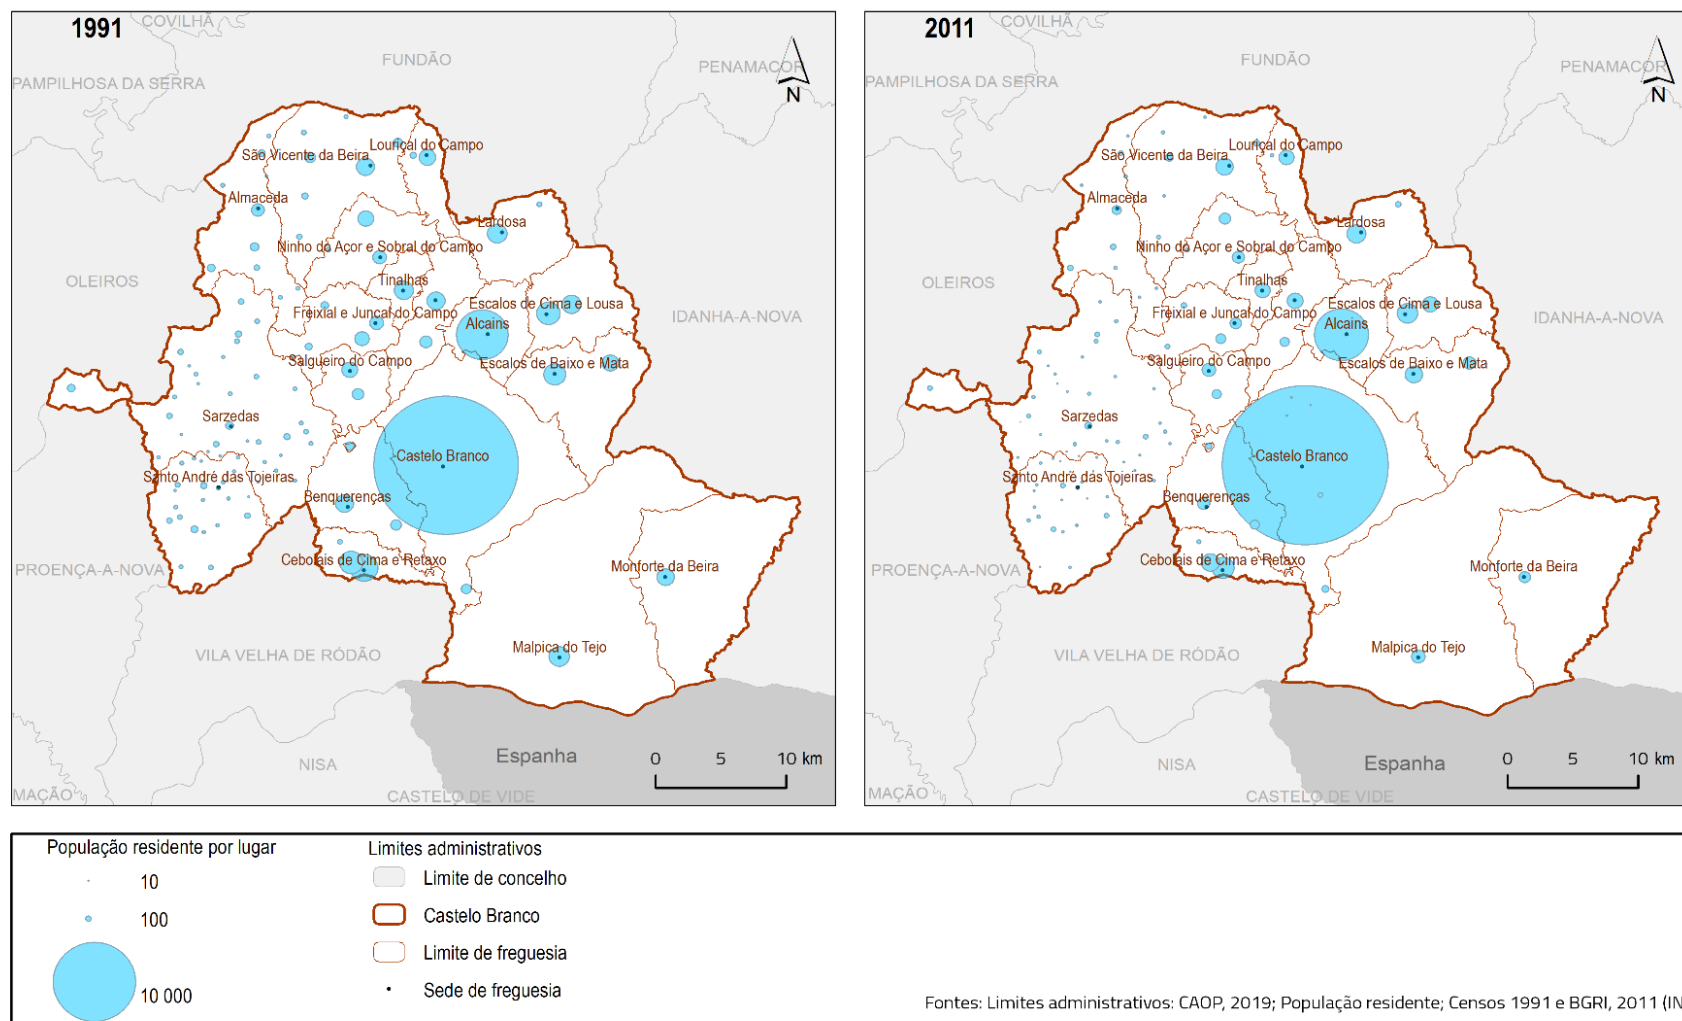 1991
COVILHÃ
FUNDÃO
PENAMACOR
PAMPILHOSA DA SERRA
N
Louriçal do Campo
São Vicente da Beira
Almaceda
Lardosa
Ninho do Açor e Sobral do Campo
OLEIROS
Tinalhas
Escalos de Cima e Lousa
Freixial e Juncal do Campo
Alcains
IDANHA-A-NOVA
Salgueiro do Campo
Escalos de Baixo e Mata
Sarzedas
Castelo Branco
Santo André das Tojeiras
Benquerenças
Cebolais de Cima e Retaxo
Monforte da Beira
PROENÇA-A-NOVA
Malpica do Tejo
VILA VELHA DE RÓDÃO
Espanha
0 5 10 km
NISA
MAÇÃO
CASTELO DE VIDE
2011
COVILHÃ
FUNDÃO
PENAMACOR
PAMPILHOSA DA SERRA
N
Louriçal do Campo
São Vicente da Beira
Almaceda
Lardosa
Ninho do Açor e Sobral do Campo
OLEIROS
Tinalhas
Escalos de Cima e Lousa
Freixial e Juncal do Campo
Alcains
IDANHA-A-NOVA
Salgueiro do Campo
Escalos de Baixo e Mata
Sarzedas
Castelo Branco
Santo André das Tojeiras
Benquerenças
Cebolais de Cima e Retaxo
Monforte da Beira
PROENÇA-A-NOVA
Malpica do Tejo
VILA VELHA DE RÓDÃO
Espanha
0 5 10 km
NISA
MAÇÃO
CASTELO DE VIDE
População residente por lugar
10
100
10 000
Limites administrativos
Limite de concelho
Castelo Branco
Limite de freguesia
Sede de freguesia
Fontes: Limites administrativos: CAOP, 2019; População residente; Censos 1991 e BGRI, 2011 (IN